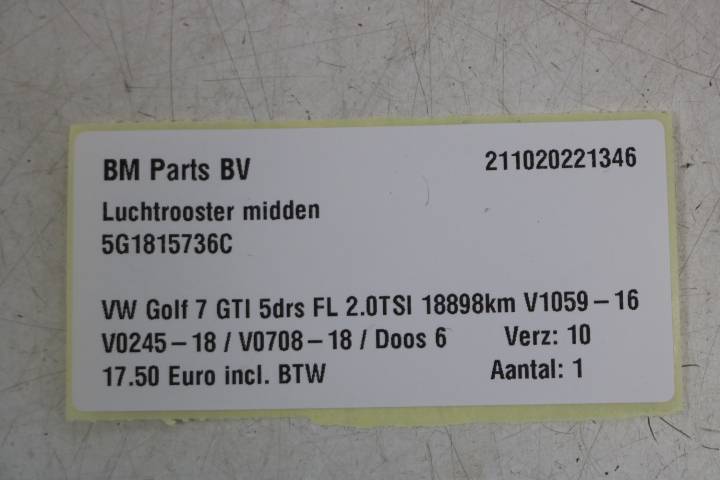 BM Parts BV 211020221346
Luchtrooster midden
5G1815736C
VW Golf 7 GTI 5drs FL 2.0TSI 18898km V1059-16
V0245-18 / V0708-18 / Doos 6 Verz: 10
17.50 Euro incl. BTW Aantal: 1